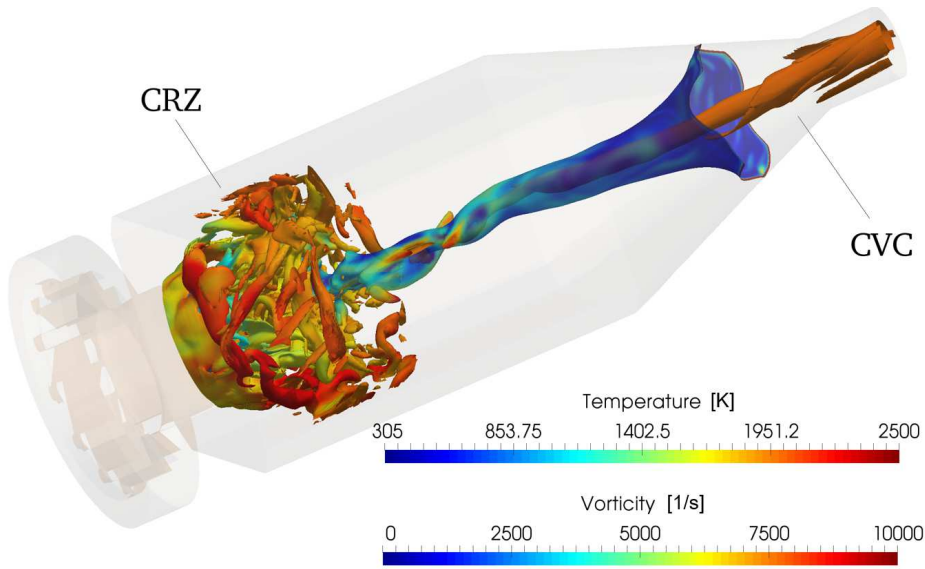 CRZ
CVC
Temperature [K]
305 853.75 1402.5 1951.2 2500
Vorticity [1/s]
0 2500 5000 7500 10000